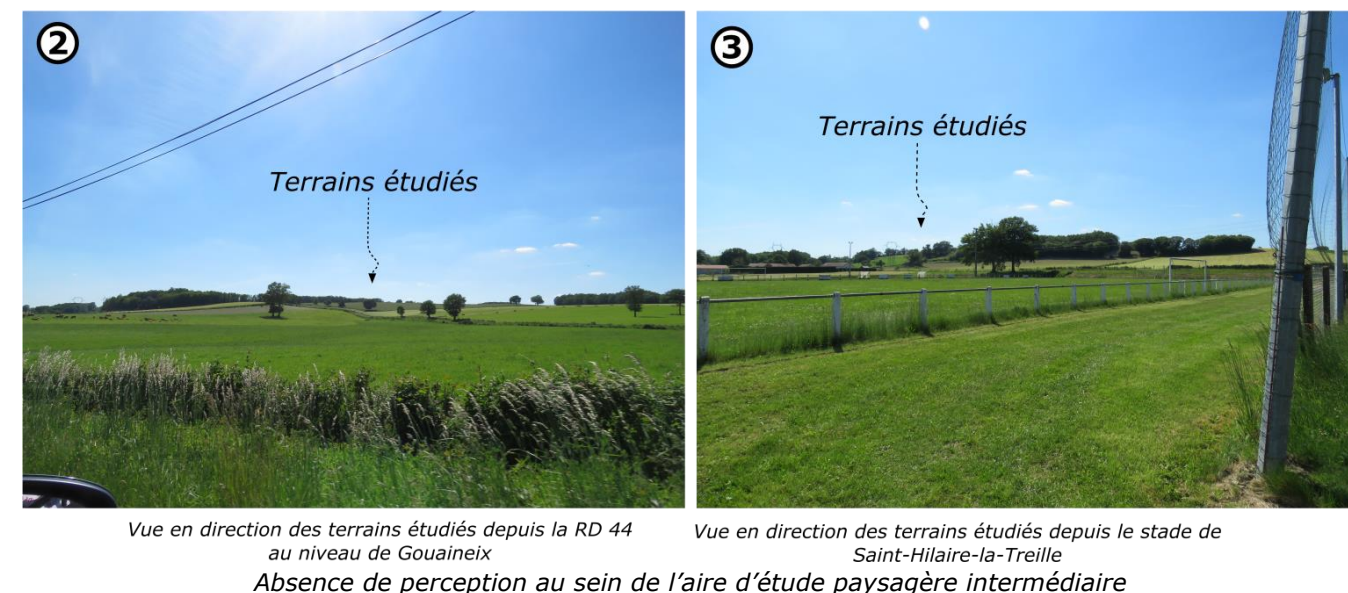 2
Terrains étudiés
3
Terrains étudiés
Vue en direction des terrains étudiés depuis la RD 44
au niveau de Gouaineix
Vue en direction des terrains étudiés depuis le stade de
Saint-Hilaire-la-Treille
Absence de perception au sein de l'aire d'étude paysagère intermédiaire